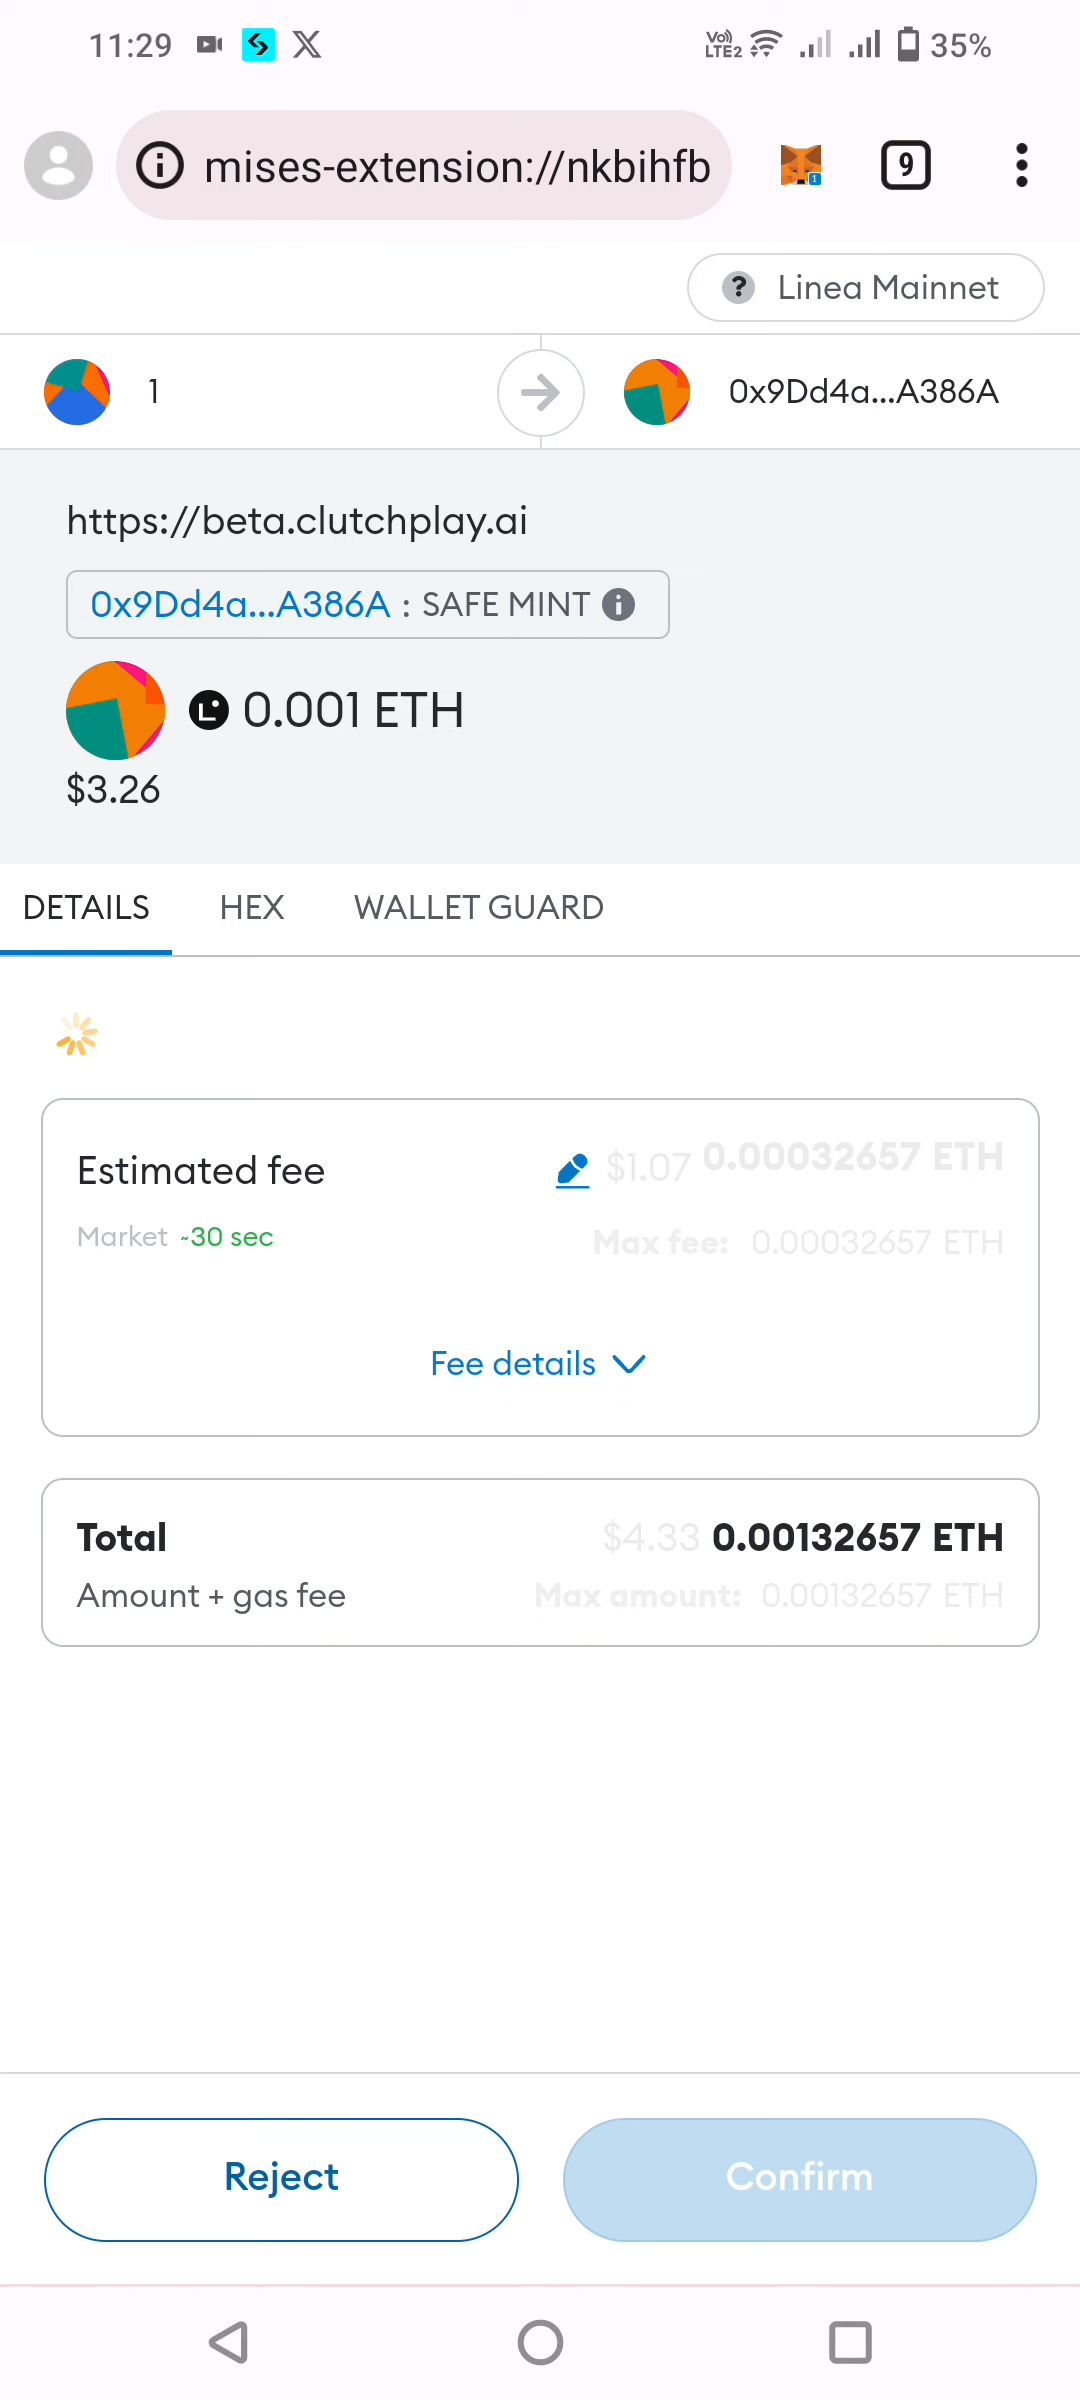 11:29
Vo))
LTE2
35%
mises-extension://nkbihfb
1
9
? Linea Mainnet
1
0x9Dd4a...A386A
https://beta.clutchplay.ai
0x9Dd4a...A386A : SAFE MINT
0.001 ETH
$3.26
DETAILS HEX WALLET GUARD
Estimated fee $1.07 0.00032657 ETH
Market ~30 sec Max fee: 0.00032657 ETH
Fee details
Total $4.33 0.00132657 ETH
Amount + gas fee Max amount: 0.00132657 ETH
Reject Confirm